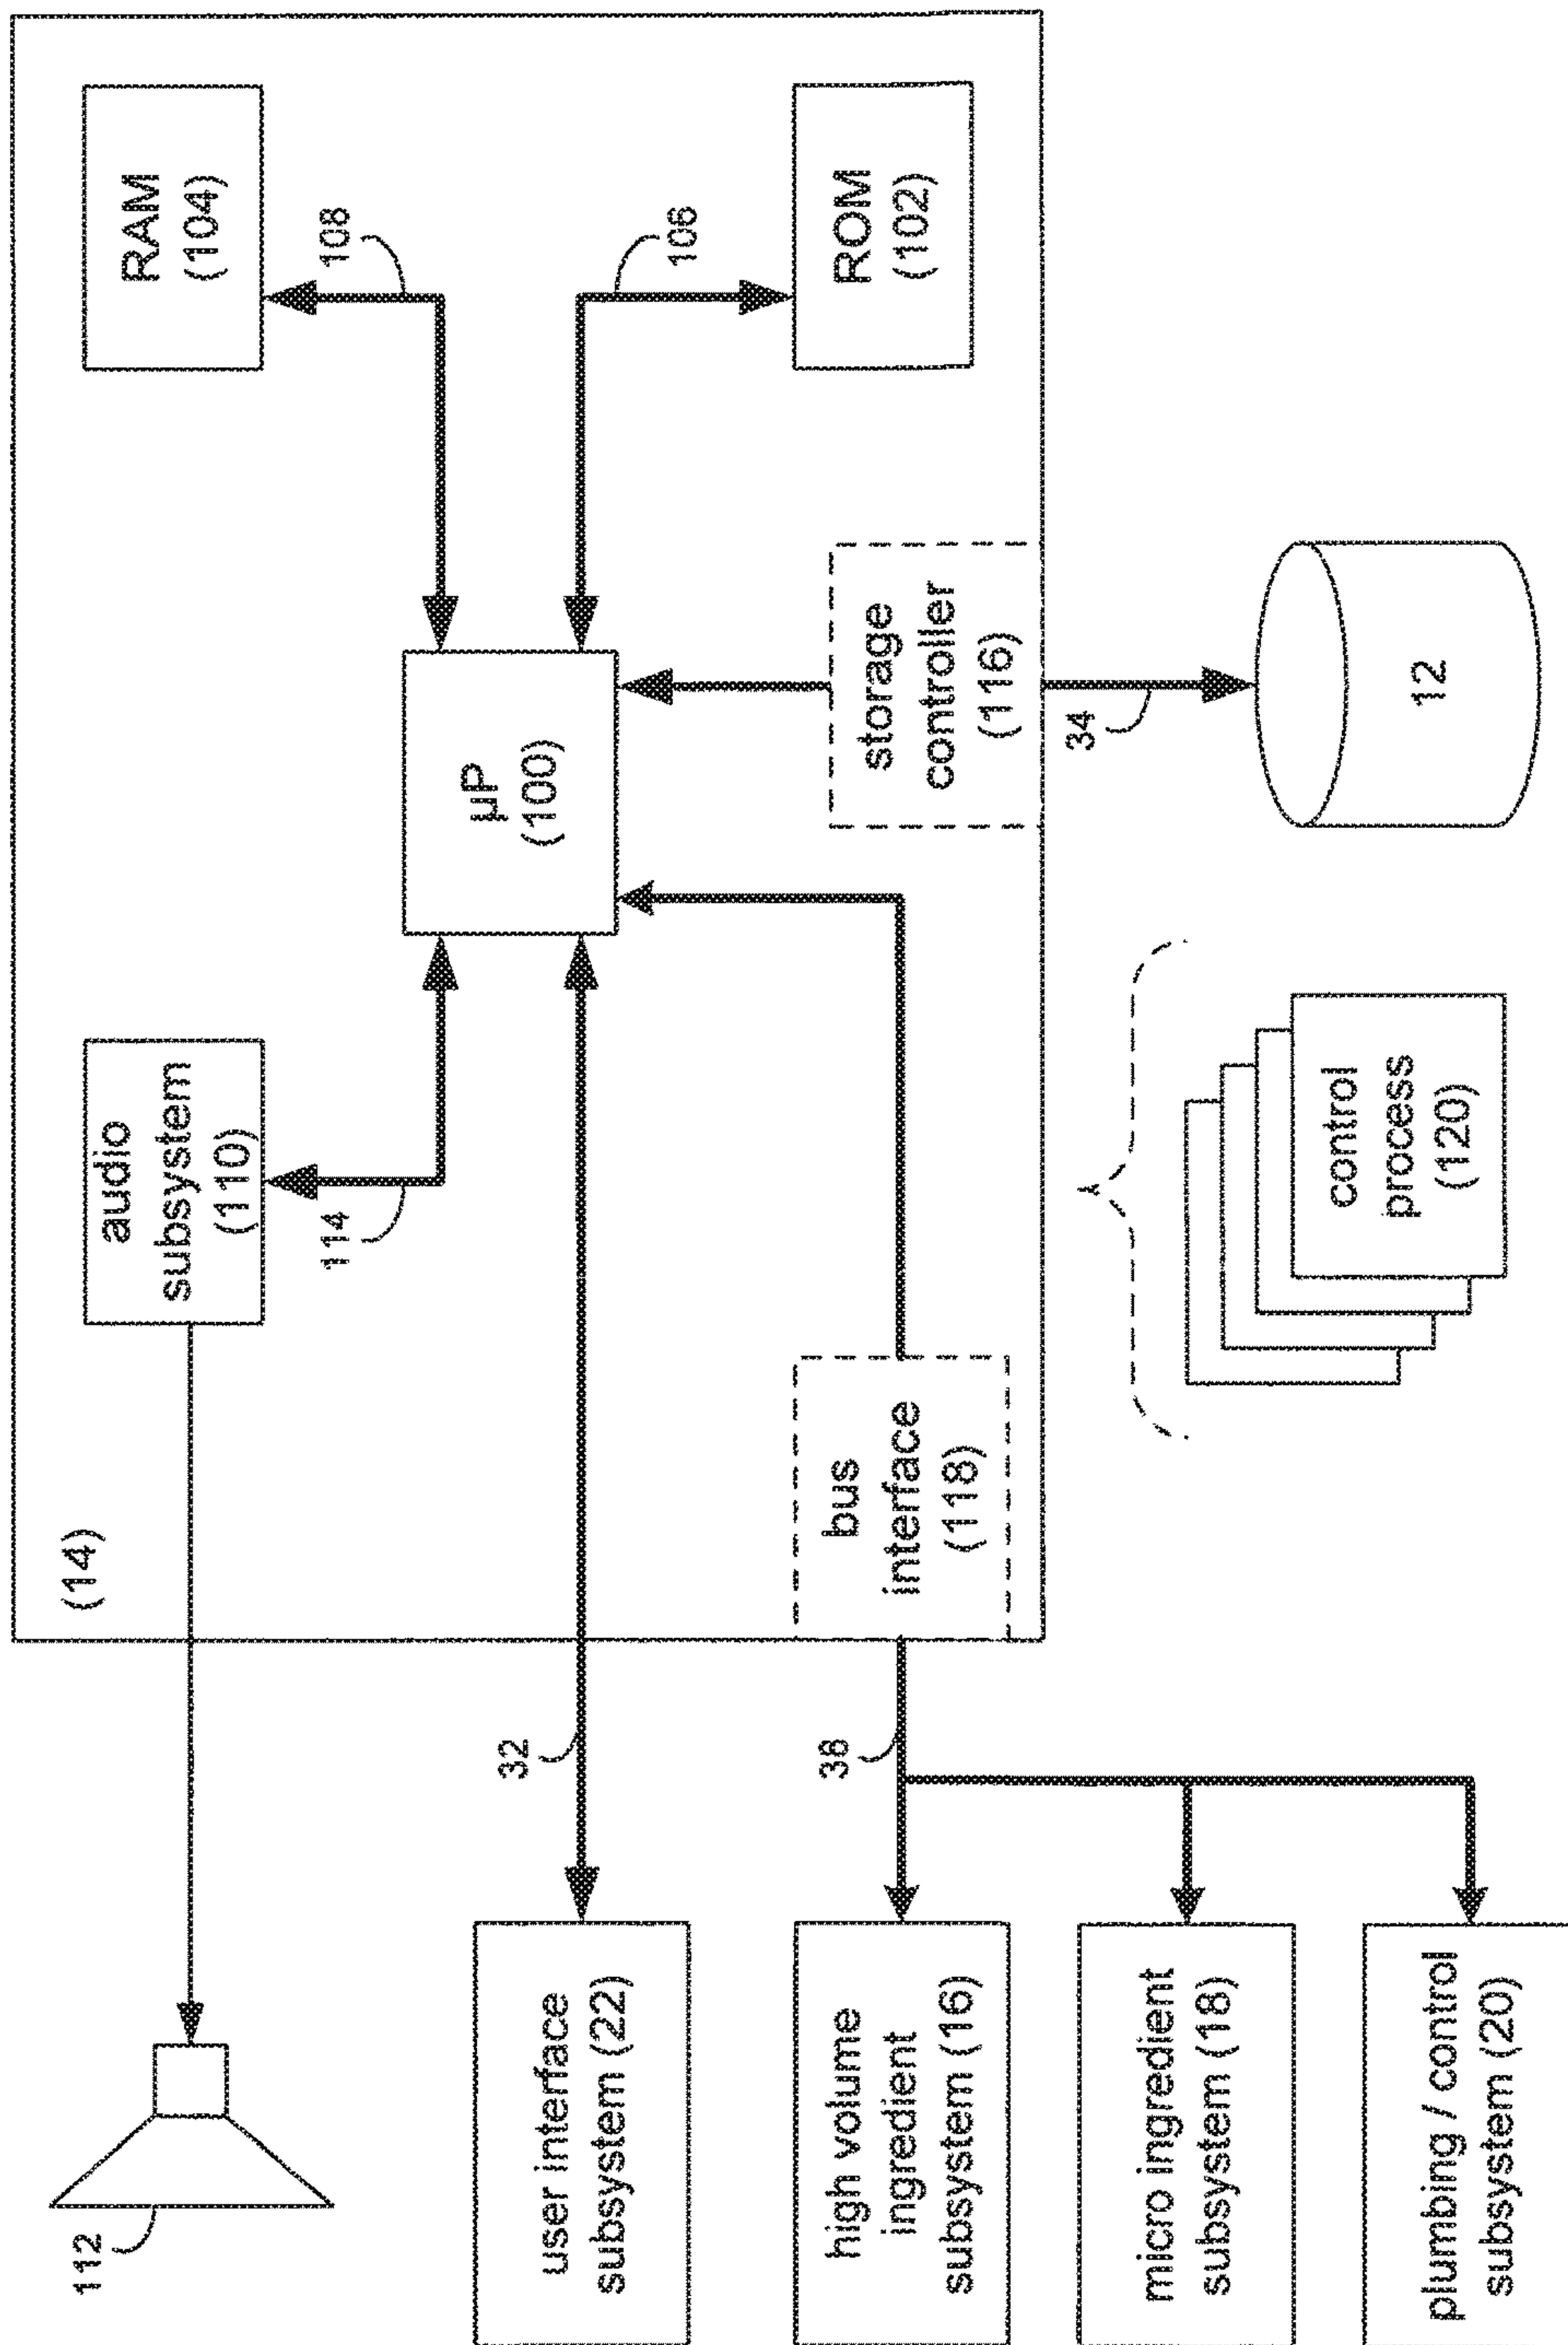 112
(14)
audio
subsystem
(110)
RAM
(104)
114
108
user interface
subsystem (22)
32
µP
(100)
106
high volume
ingredient
subsystem (16)
38
bus
interface
(118)
storage
controller
(116)
ROM
(102)
micro ingredient
subsystem (18)
34
plumbing / control
subsystem (20)
control
process
(120)
12